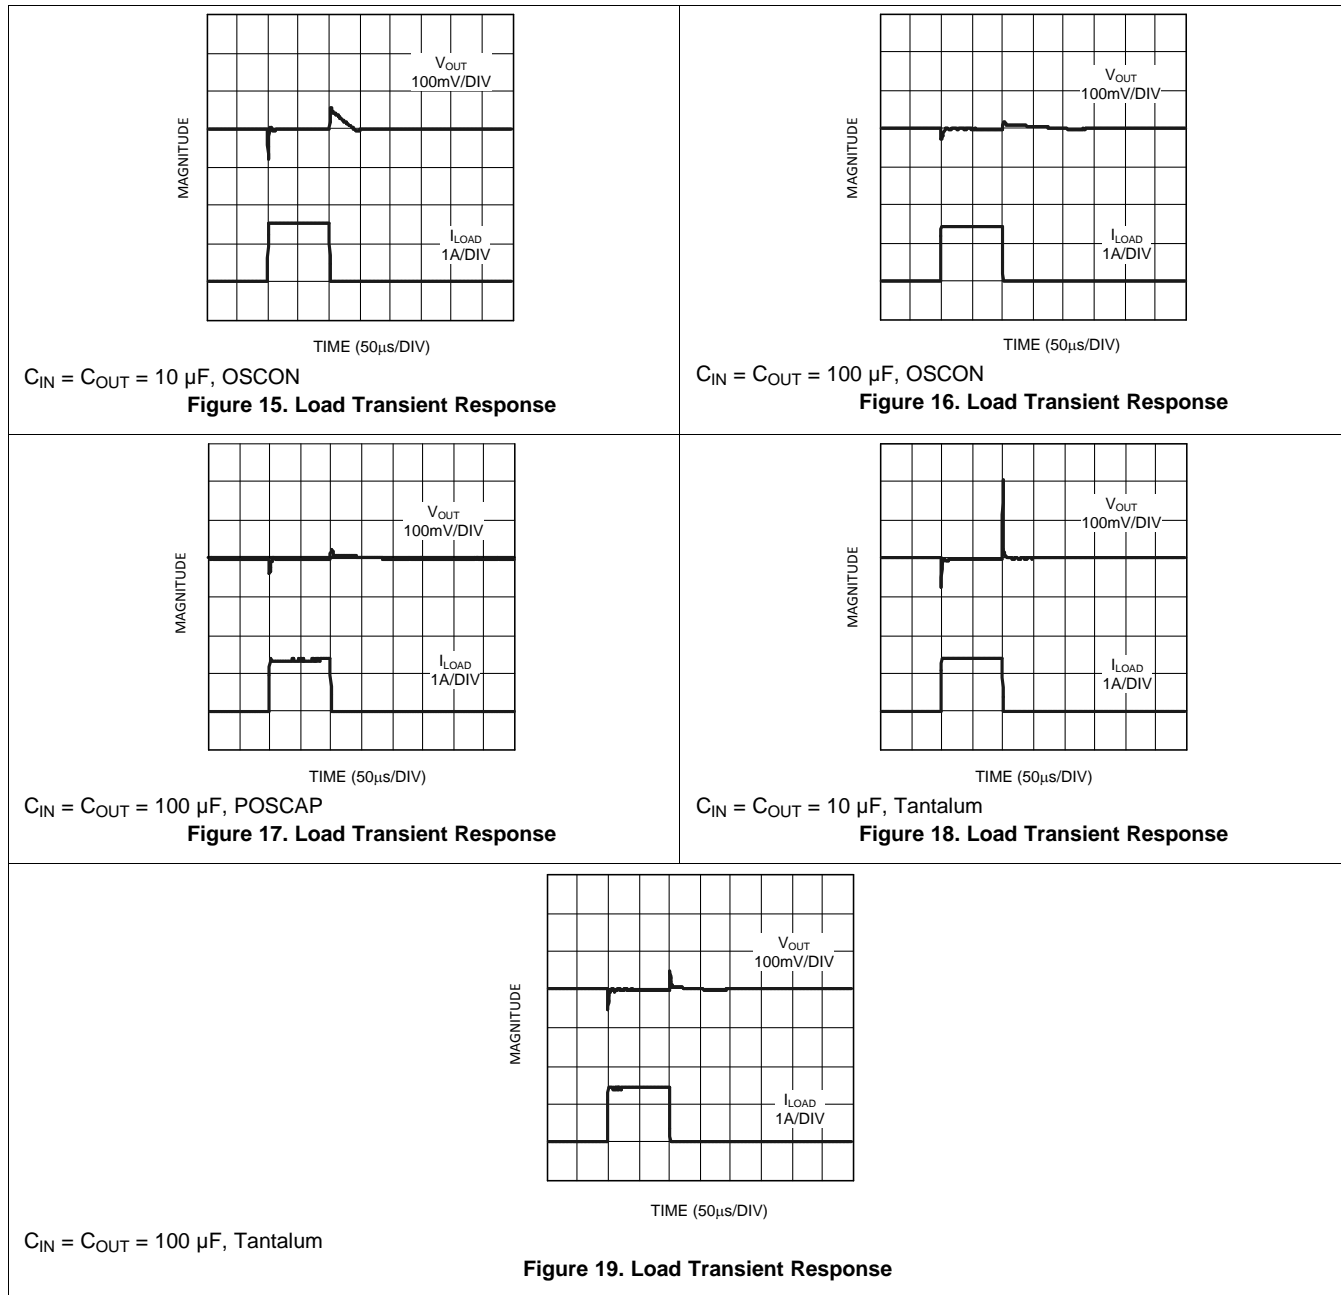 V_OUT
100mV/DIV
MAGNITUDE
I_LOAD
1A/DIV
TIME (50μs/DIV)
C_IN = C_OUT = 10 μF, OSCON
Figure 15. Load Transient Response
V_OUT
100mV/DIV
MAGNITUDE
I_LOAD
1A/DIV
TIME (50μs/DIV)
C_IN = C_OUT = 100 μF, OSCON
Figure 16. Load Transient Response
V_OUT
100mV/DIV
MAGNITUDE
I_LOAD
1A/DIV
TIME (50μs/DIV)
C_IN = C_OUT = 100 μF, POSCAP
Figure 17. Load Transient Response
V_OUT
100mV/DIV
MAGNITUDE
I_LOAD
1A/DIV
TIME (50μs/DIV)
C_IN = C_OUT = 10 μF, Tantalum
Figure 18. Load Transient Response
V_OUT
100mV/DIV
MAGNITUDE
I_LOAD
1A/DIV
TIME (50μs/DIV)
C_IN = C_OUT = 100 μF, Tantalum
Figure 19. Load Transient Response